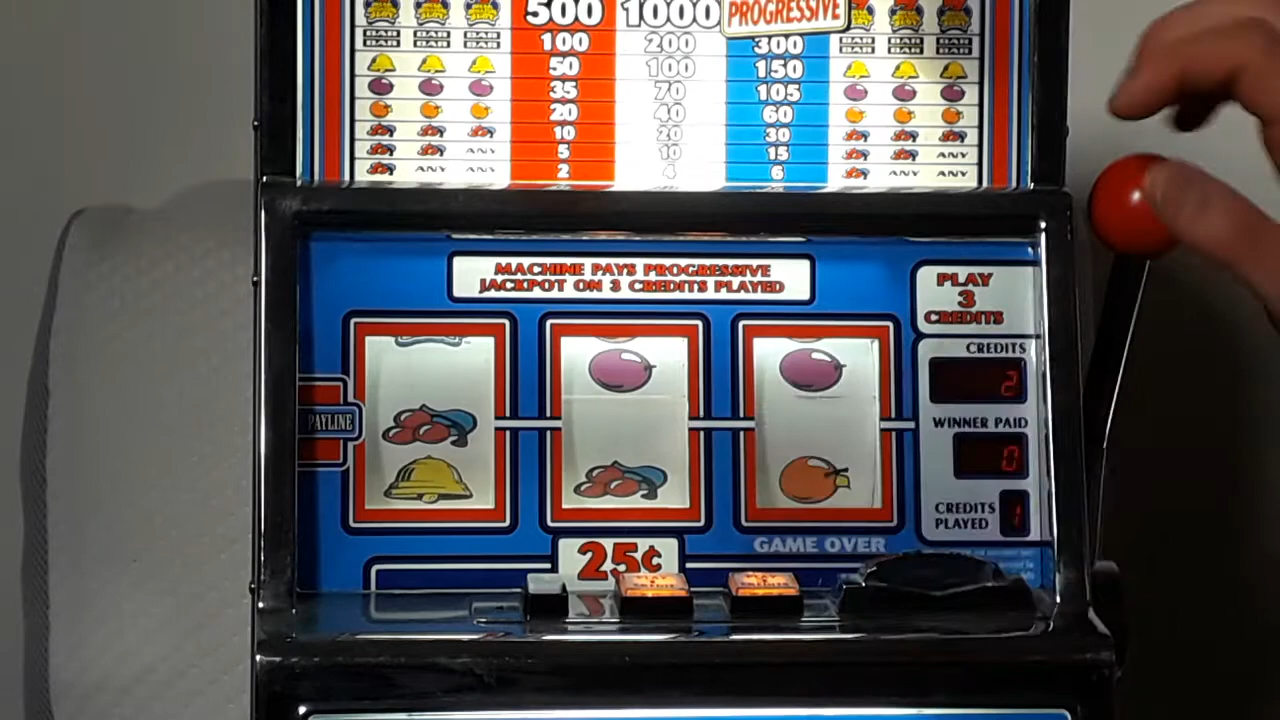 500 1000 PROGRESSIVE
BAR BAR BAR 100 200 300 BAR BAR BAR
BAR BAR BAR BAR BAR BAR
50 100 150
35 70 105
20 40 60
10 20 30
ANY 5 10 15 ANY
ANY ANY 2 4 6 ANY ANY
MACHINE PAYS PROGRESSIVE
JACKPOT ON 3 CREDITS PLAYED
PLAY
3
CREDITS
CREDITS
2
WINNER PAID
0
CREDITS
PLAYED 1
PAYLINE
25¢
GAME OVER